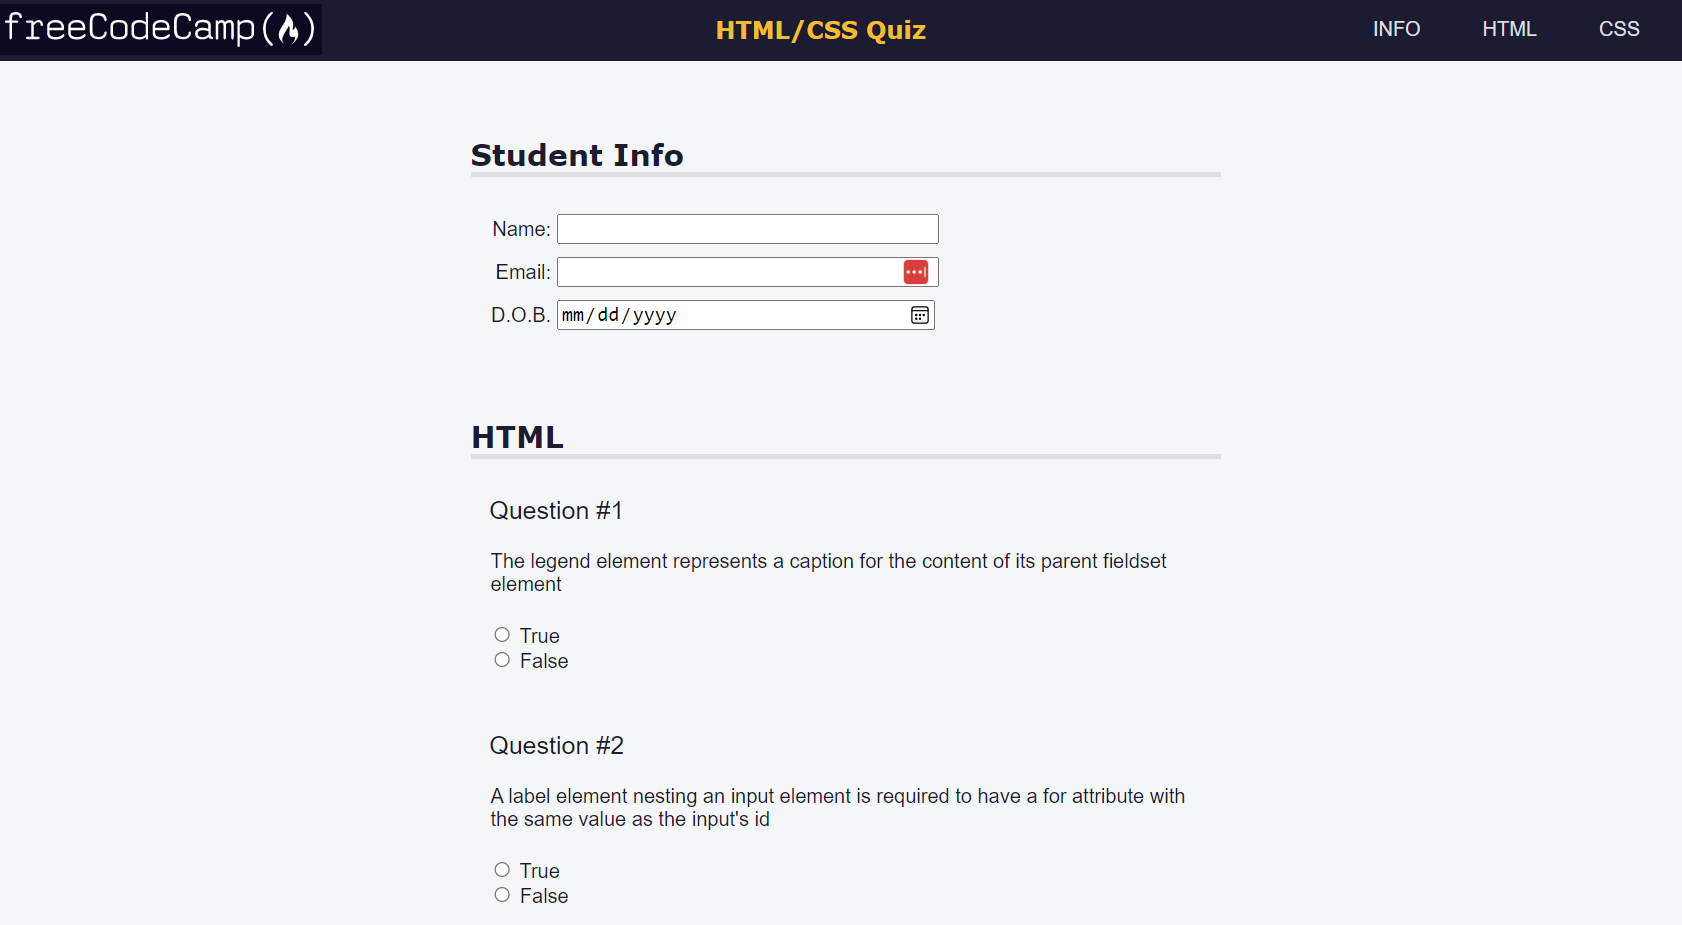 freeCodeCamp(🔥)
HTML/CSS Quiz
INFO HTML CSS
Student Info
Name:
Email:
D.O.B. mm/dd/yyyy
HTML
Question #1
The legend element represents a caption for the content of its parent fieldset
element
True
False
Question #2
A label element nesting an input element is required to have a for attribute with
the same value as the input's id
True
False